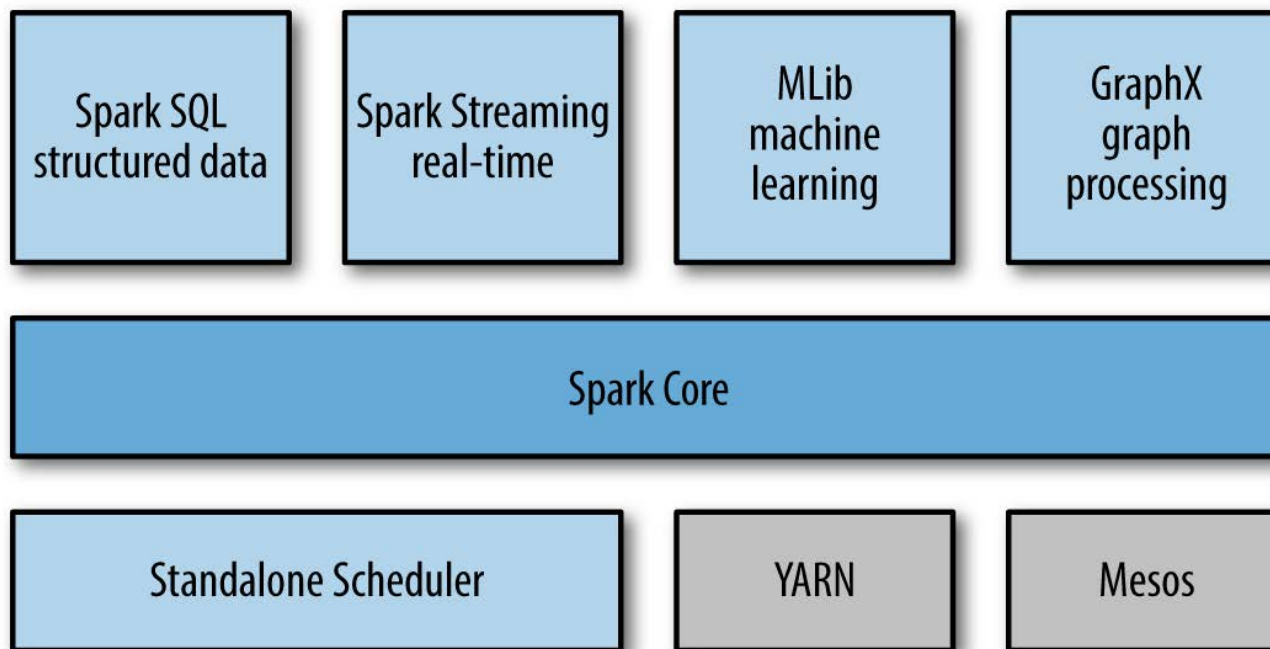 Spark SQL
structured data
Spark Streaming
real-time
MLib
machine
learning
GraphX
graph
processing
Spark Core
Standalone Scheduler
YARN
Mesos